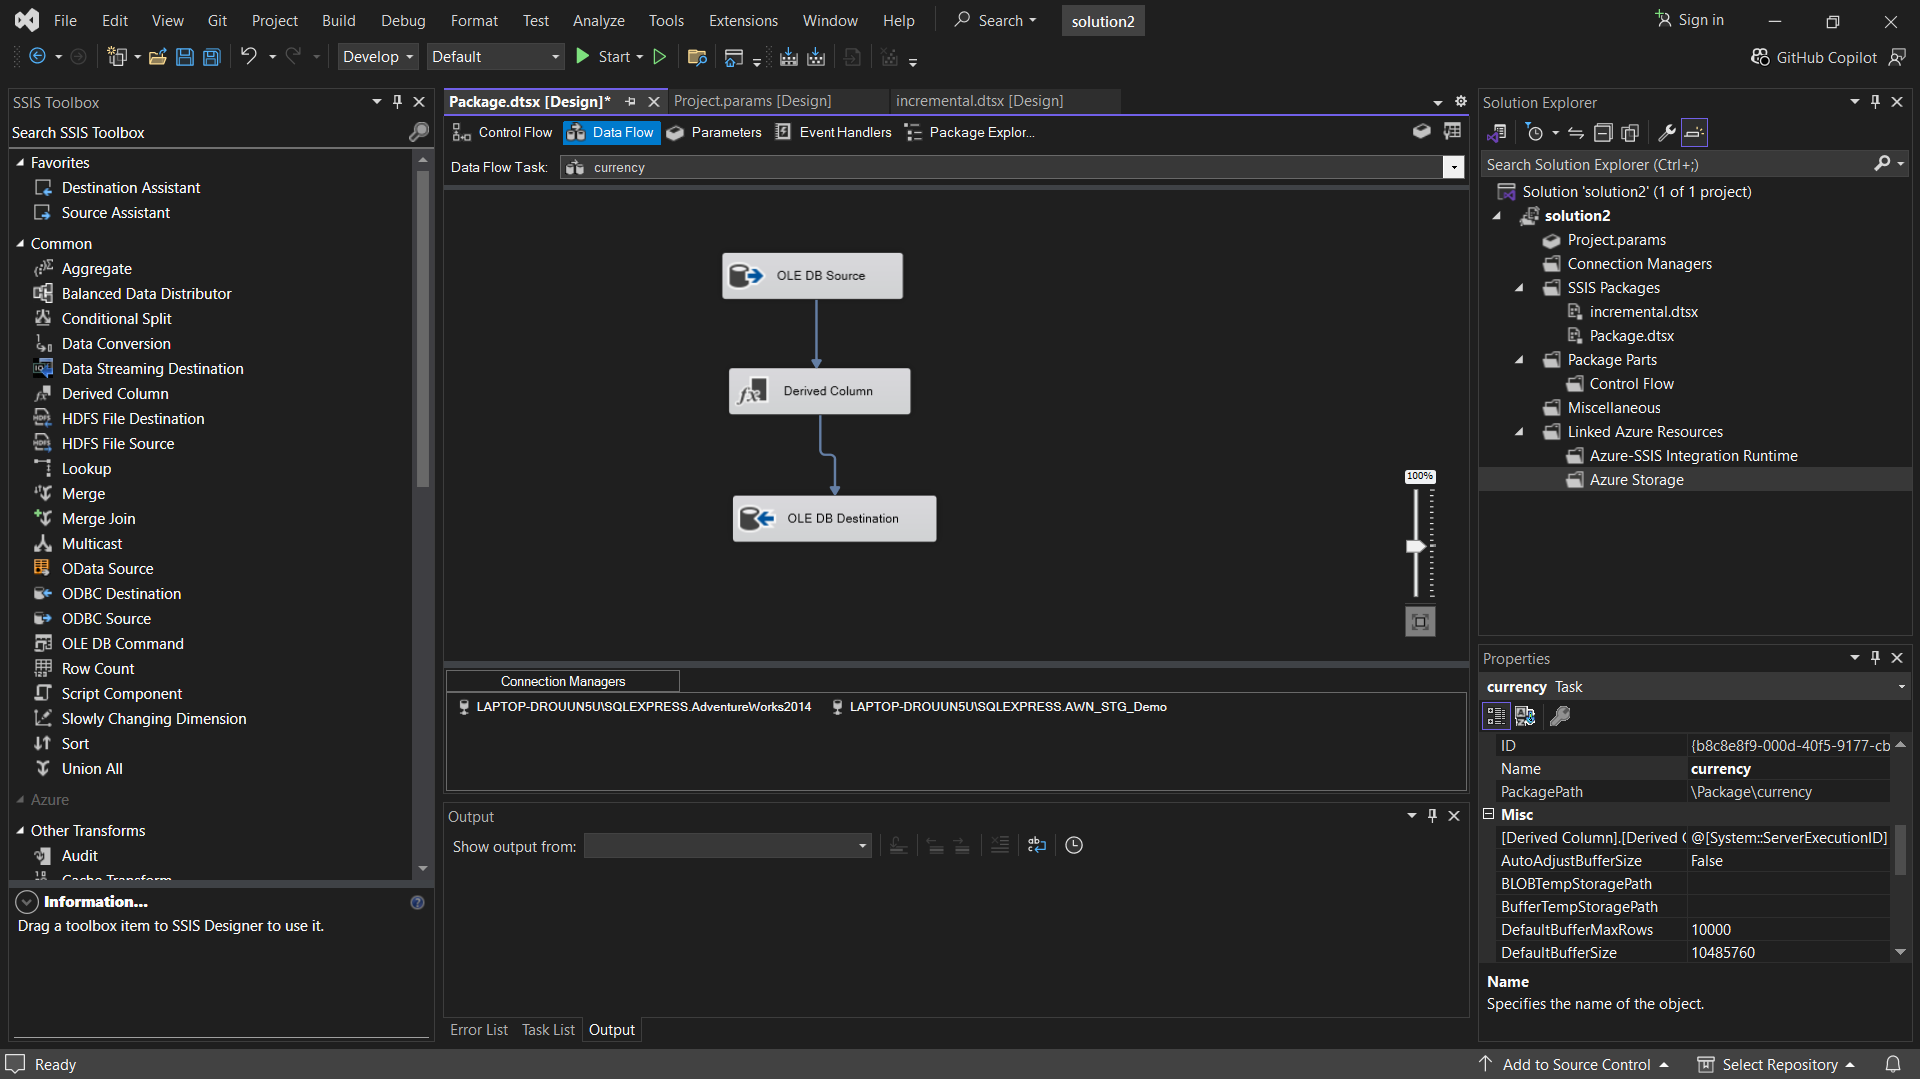 File Edit View Git Project Build Debug Format Test Analyze Tools Extensions Window Help Search solution2 Sign in
Develop Default Start GitHub Copilot
SSIS Toolbox
Search SSIS Toolbox
Favorites
Destination Assistant
Source Assistant
Common
Aggregate
Balanced Data Distributor
Conditional Split
Data Conversion
Data Streaming Destination
Derived Column
HDFS File Destination
HDFS File Source
Lookup
Merge
Merge Join
Multicast
OData Source
ODBC Destination
ODBC Source
OLE DB Command
Row Count
Script Component
Slowly Changing Dimension
Sort
Union All
Azure
Other Transforms
Audit
Cache Transform
Information...
Drag a toolbox item to SSIS Designer to use it.
Package.dtsx [Design]* Project.params [Design] incremental.dtsx [Design]
Control Flow Data Flow Parameters Event Handlers Package Explor...
Data Flow Task: currency
OLE DB Source
Derived Column
OLE DB Destination
100%
Connection Managers
LAPTOP-DROUUN5U\SQLEXPRESS.AdventureWorks2014 LAPTOP-DROUUN5U\SQLEXPRESS.AWN_STG_Demo
Output
Show output from:
Error List Task List Output
Solution Explorer
Search Solution Explorer (Ctrl+;)
Solution 'solution2' (1 of 1 project)
solution2
Project.params
Connection Managers
SSIS Packages
incremental.dtsx
Package.dtsx
Package Parts
Control Flow
Miscellaneous
Linked Azure Resources
Azure-SSIS Integration Runtime
Azure Storage
Properties
currency Task
ID {b8c8e8f9-000d-40f5-9177-cb
Name currency
PackagePath \Package\currency
Misc
[Derived Column].[Derived C @[System::ServerExecutionID]
AutoAdjustBufferSize False
BLOBTempStoragePath
BufferTempStoragePath
DefaultBufferMaxRows 10000
DefaultBufferSize 10485760
Name
Specifies the name of the object.
Ready Add to Source Control Select Repository